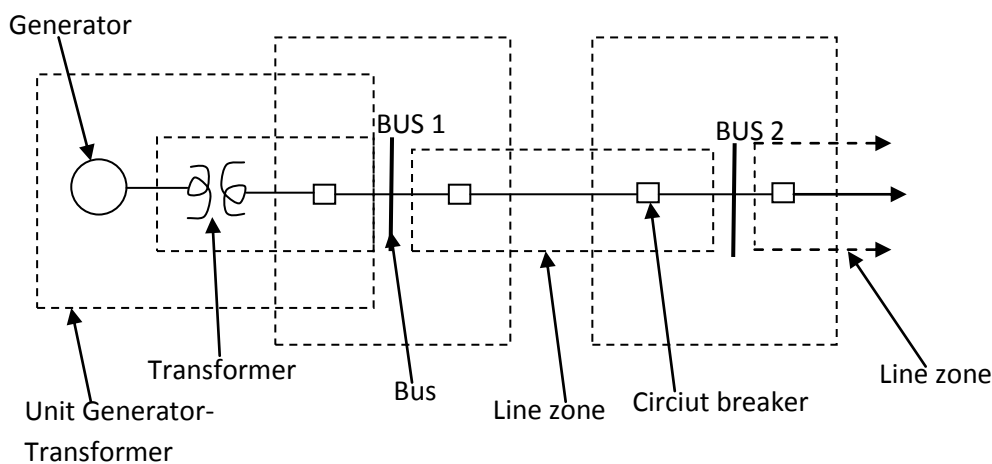 Generator
BUS 1
BUS 2
Transformer
Bus
Line zone
Circiut breaker
Line zone
Unit Generator-
Transformer